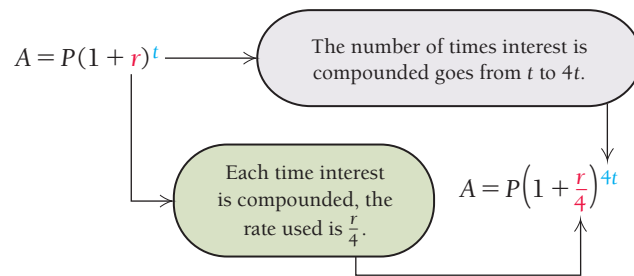 A = P(1 + r)^t
The number of times interest is
compounded goes from t to 4t.
Each time interest
is compounded, the
rate used is r/4.
A = P(1 + r/4)^4t